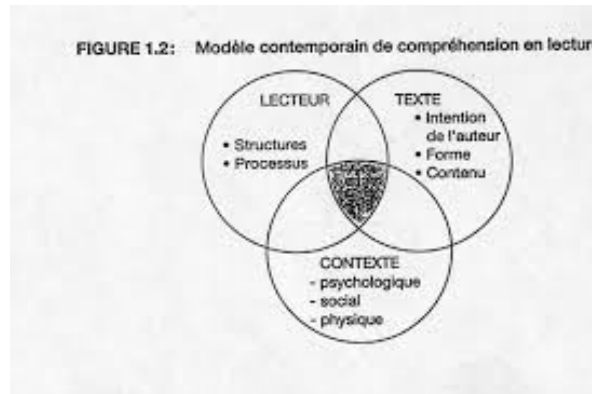 FIGURE 1.2: Modèle contemporain de compréhension en lectur
LECTEUR
• Structures
• Processus
TEXTE
• Intention
de l'auteur
• Forme
• Contenu
CONTEXTE
- psychologique
- social
- physique